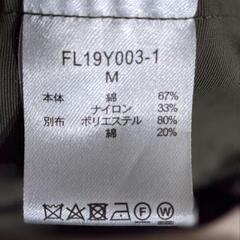 FL19Y003-1
M
本体 綿 67%
ナイロン 33%
別布 ポリエステル 80%
綿 20%